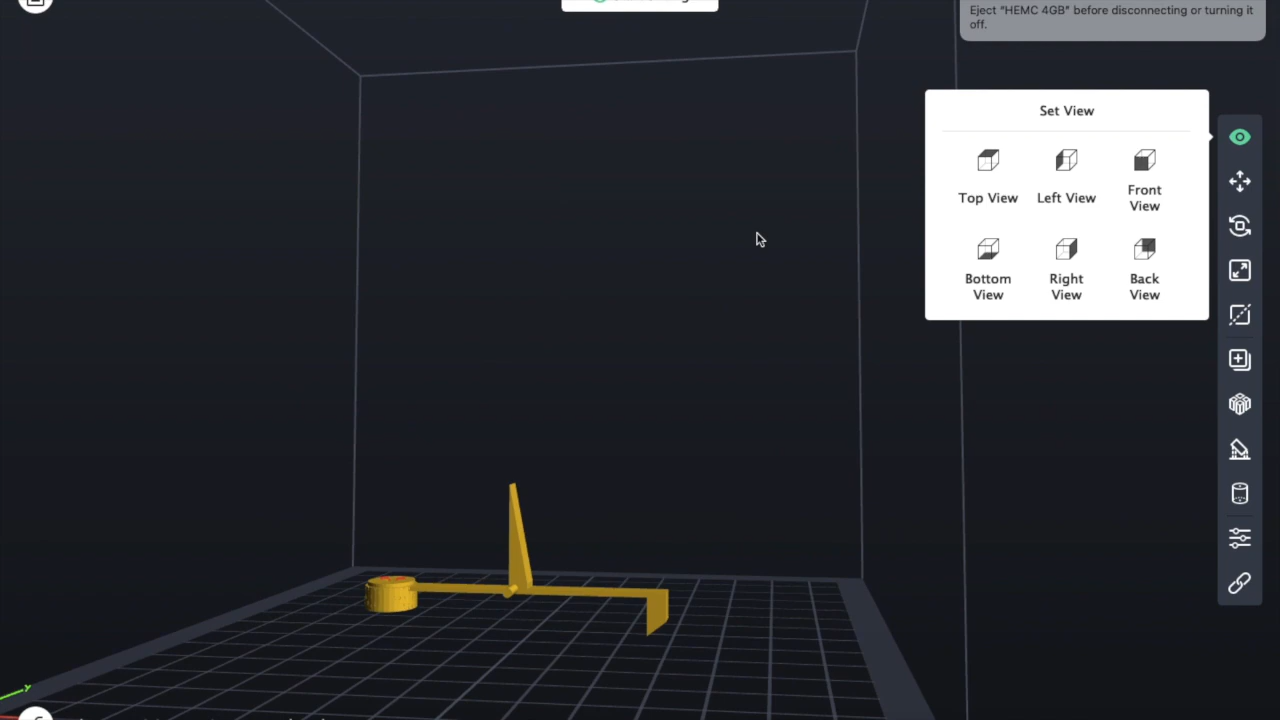 Eject "HEMC 4GB" before disconnecting or turning it
off.
Set View
Top View
Left View
Front
View
Bottom
View
Right
View
Back
View
y